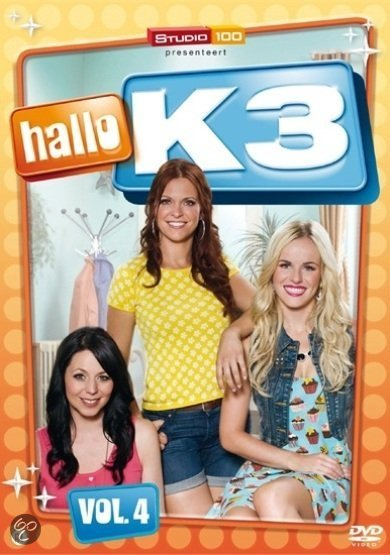 STUDIO 100
presenteert
hallo
K3
VOL. 4
DVD
VIDEO